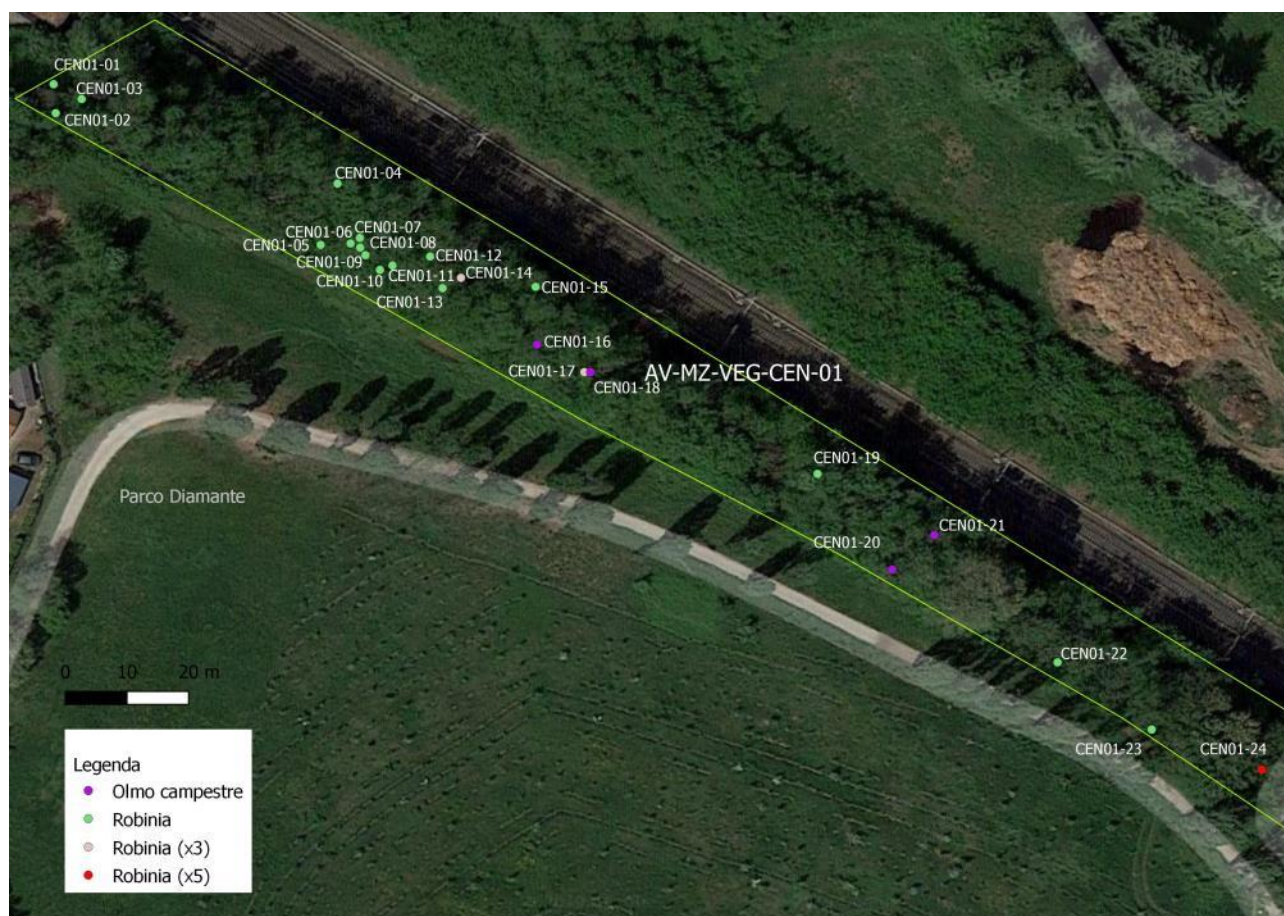 CEN01-01
CEN01-03
CEN01-02
CEN01-04
CEN01-07
CEN01-06
CEN01-05
CEN01-08
CEN01-12
CEN01-09
CEN01-14
CEN01-10
CEN01-11
CEN01-15
CEN01-13
CEN01-16
CEN01-17
AV-MZ-VEG-CEN-01
CEN01-18
CEN01-19
Parco Diamante
CEN01-21
CEN01-20
CEN01-22
0 10 20 m
CEN01-23
CEN01-24
Legenda
Olmo campestre
Robinia
Robinia (x3)
Robinia (x5)